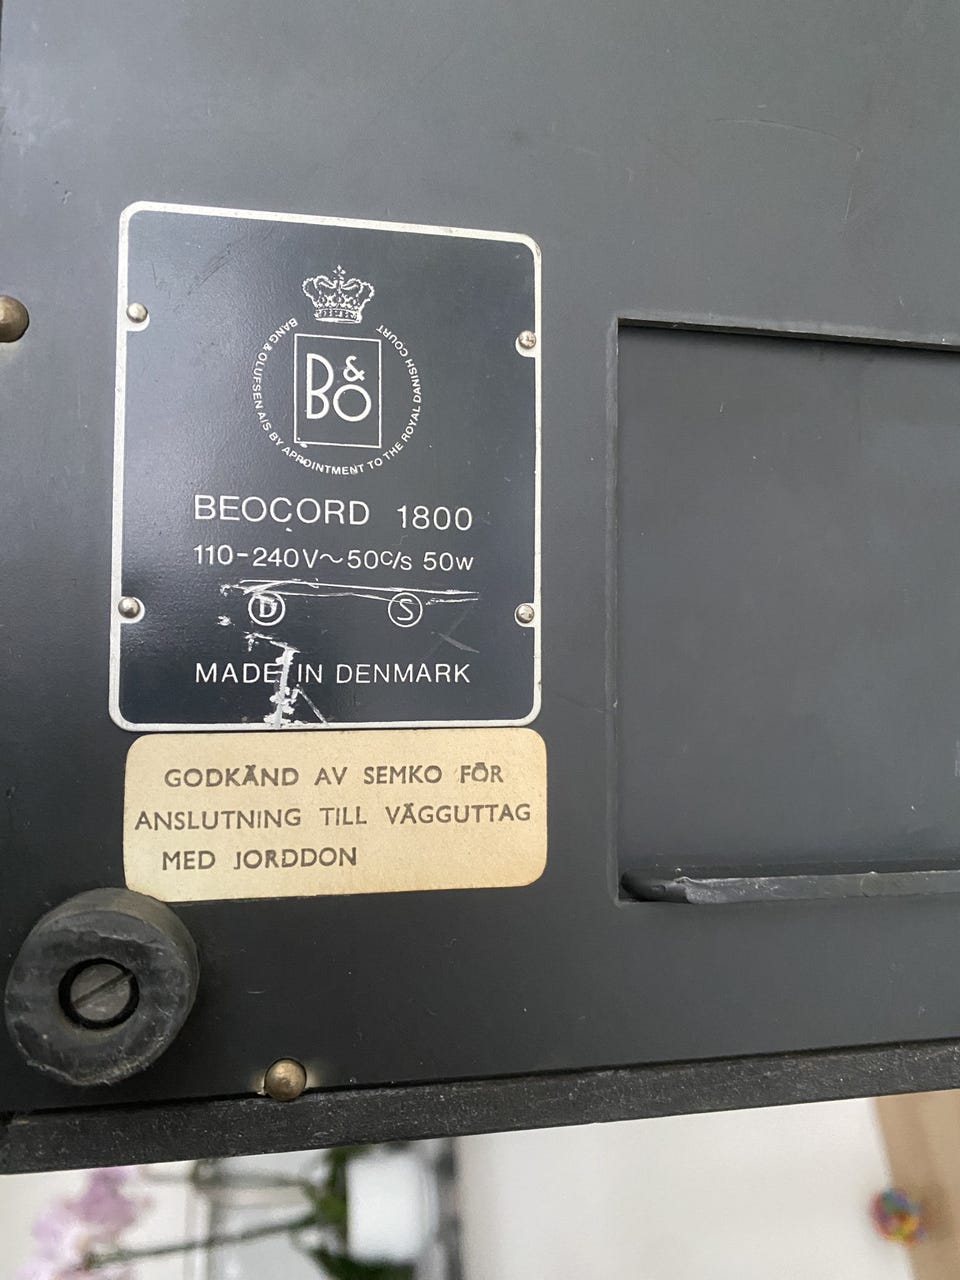 BANG & OLUFSEN A/S BY APPOINTMENT TO THE ROYAL DANISH COURT
B&O
BEOCORD 1800
110-240V~50c/s 50w
D S
MADE IN DENMARK
GODKÄND AV SEMKO FÖR
ANSLUTNING TILL VÄGGUTTAG
MED JORDDON